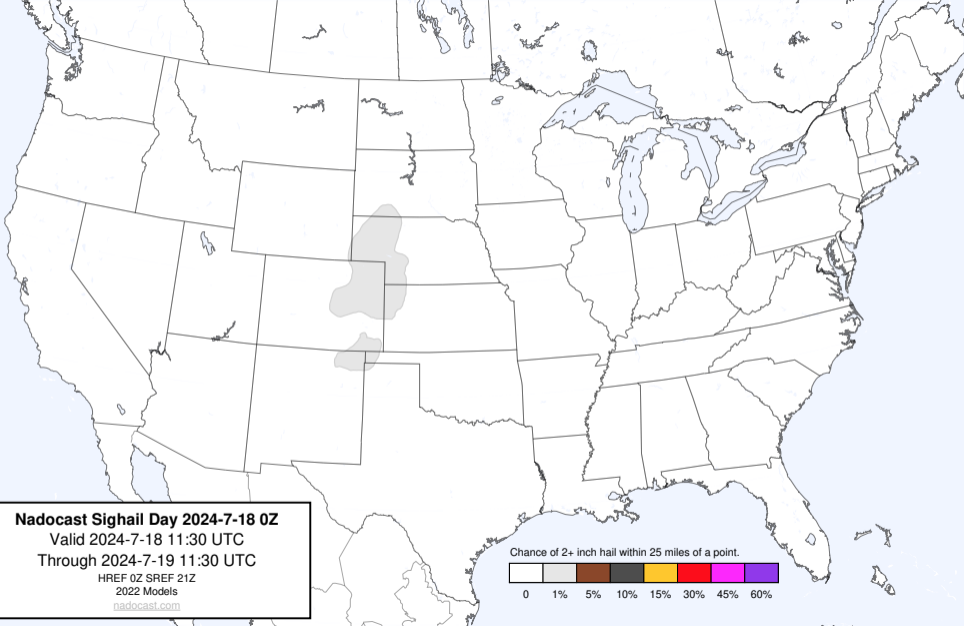 Nadocast Sighail Day 2024-7-18 0Z
Valid 2024-7-18 11:30 UTC
Through 2024-7-19 11:30 UTC
HREF 0Z SREF 21Z
2022 Models
nadocast.com
Chance of 2+ inch hail within 25 miles of a point.
0 1% 5% 10% 15% 30% 45% 60%